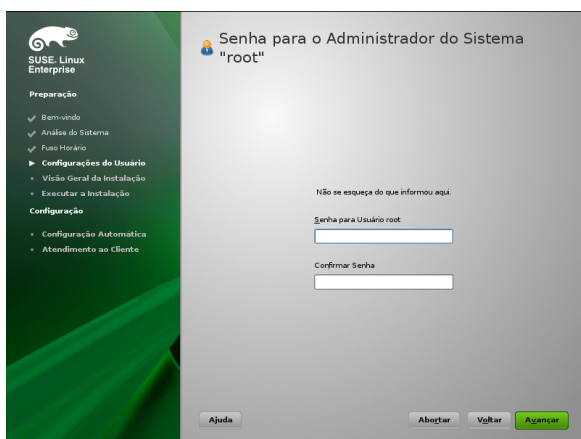 SUSE. Linux
Enterprise
Preparação
Bem-vindo
Análise do Sistema
Fuso Horário
Configurações do Usuário
Visão Geral da Instalação
Executar a Instalação
Configuração
Configuração Automática
Atendimento ao Cliente
Senha para o Administrador do Sistema
"root"
Não se esqueça do que informou aqui.
Senha para Usuário root
Confirmar Senha
Ajuda
Abortar
Voltar
Avançar